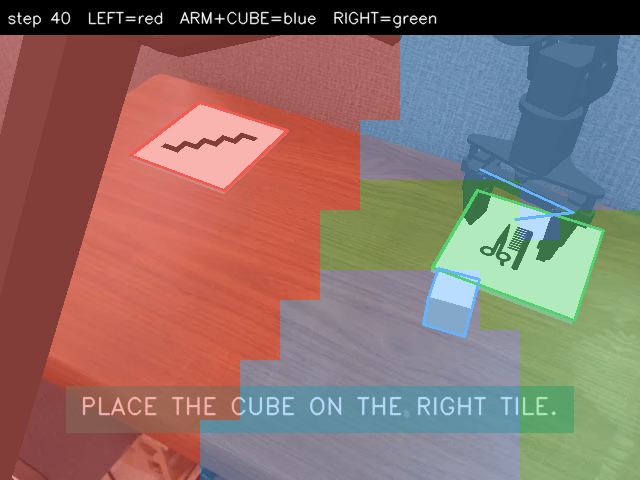 step 40 LEFT=red ARM+CUBE=blue RIGHT=green
PLACE THE CUBE ON THE RIGHT TILE.